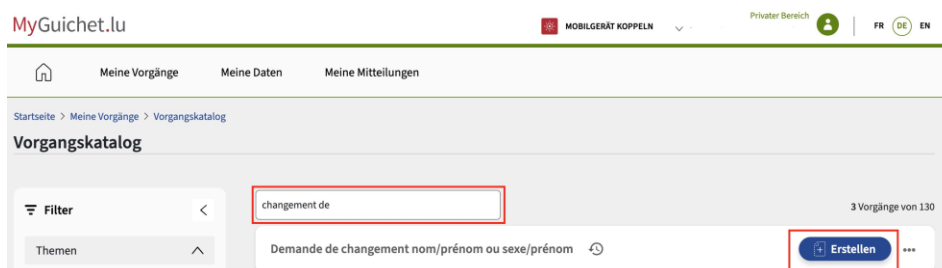 MyGuichet.lu
MOBILGERÄT KOPPELN
Privater Bereich
FR DE EN
Meine Vorgänge Meine Daten Meine Mitteilungen
Startseite > Meine Vorgänge > Vorgangskatalog
Vorgangskatalog
Filter
changement de
3 Vorgänge von 130
Themen
Demande de changement nom/prénom ou sexe/prénom
Erstellen